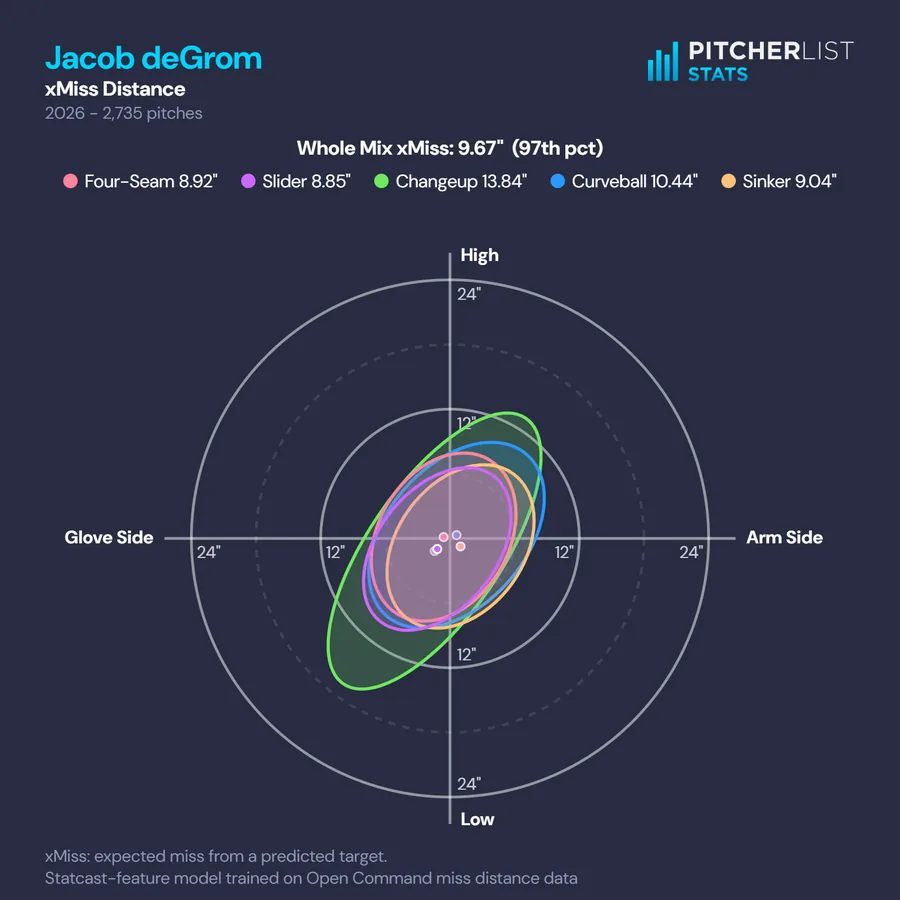 Jacob deGrom
PITCHERLIST
STATS
xMiss Distance
2026 - 2,735 pitches
Whole Mix xMiss: 9.67" (97th pct)
Four-Seam 8.92" Slider 8.85" Changeup 13.84" Curveball 10.44" Sinker 9.04"
High
24"
12"
Glove Side 24" 12" 12" 24" Arm Side
12"
24"
Low
xMiss: expected miss from a predicted target.
Statcast-feature model trained on Open Command miss distance data